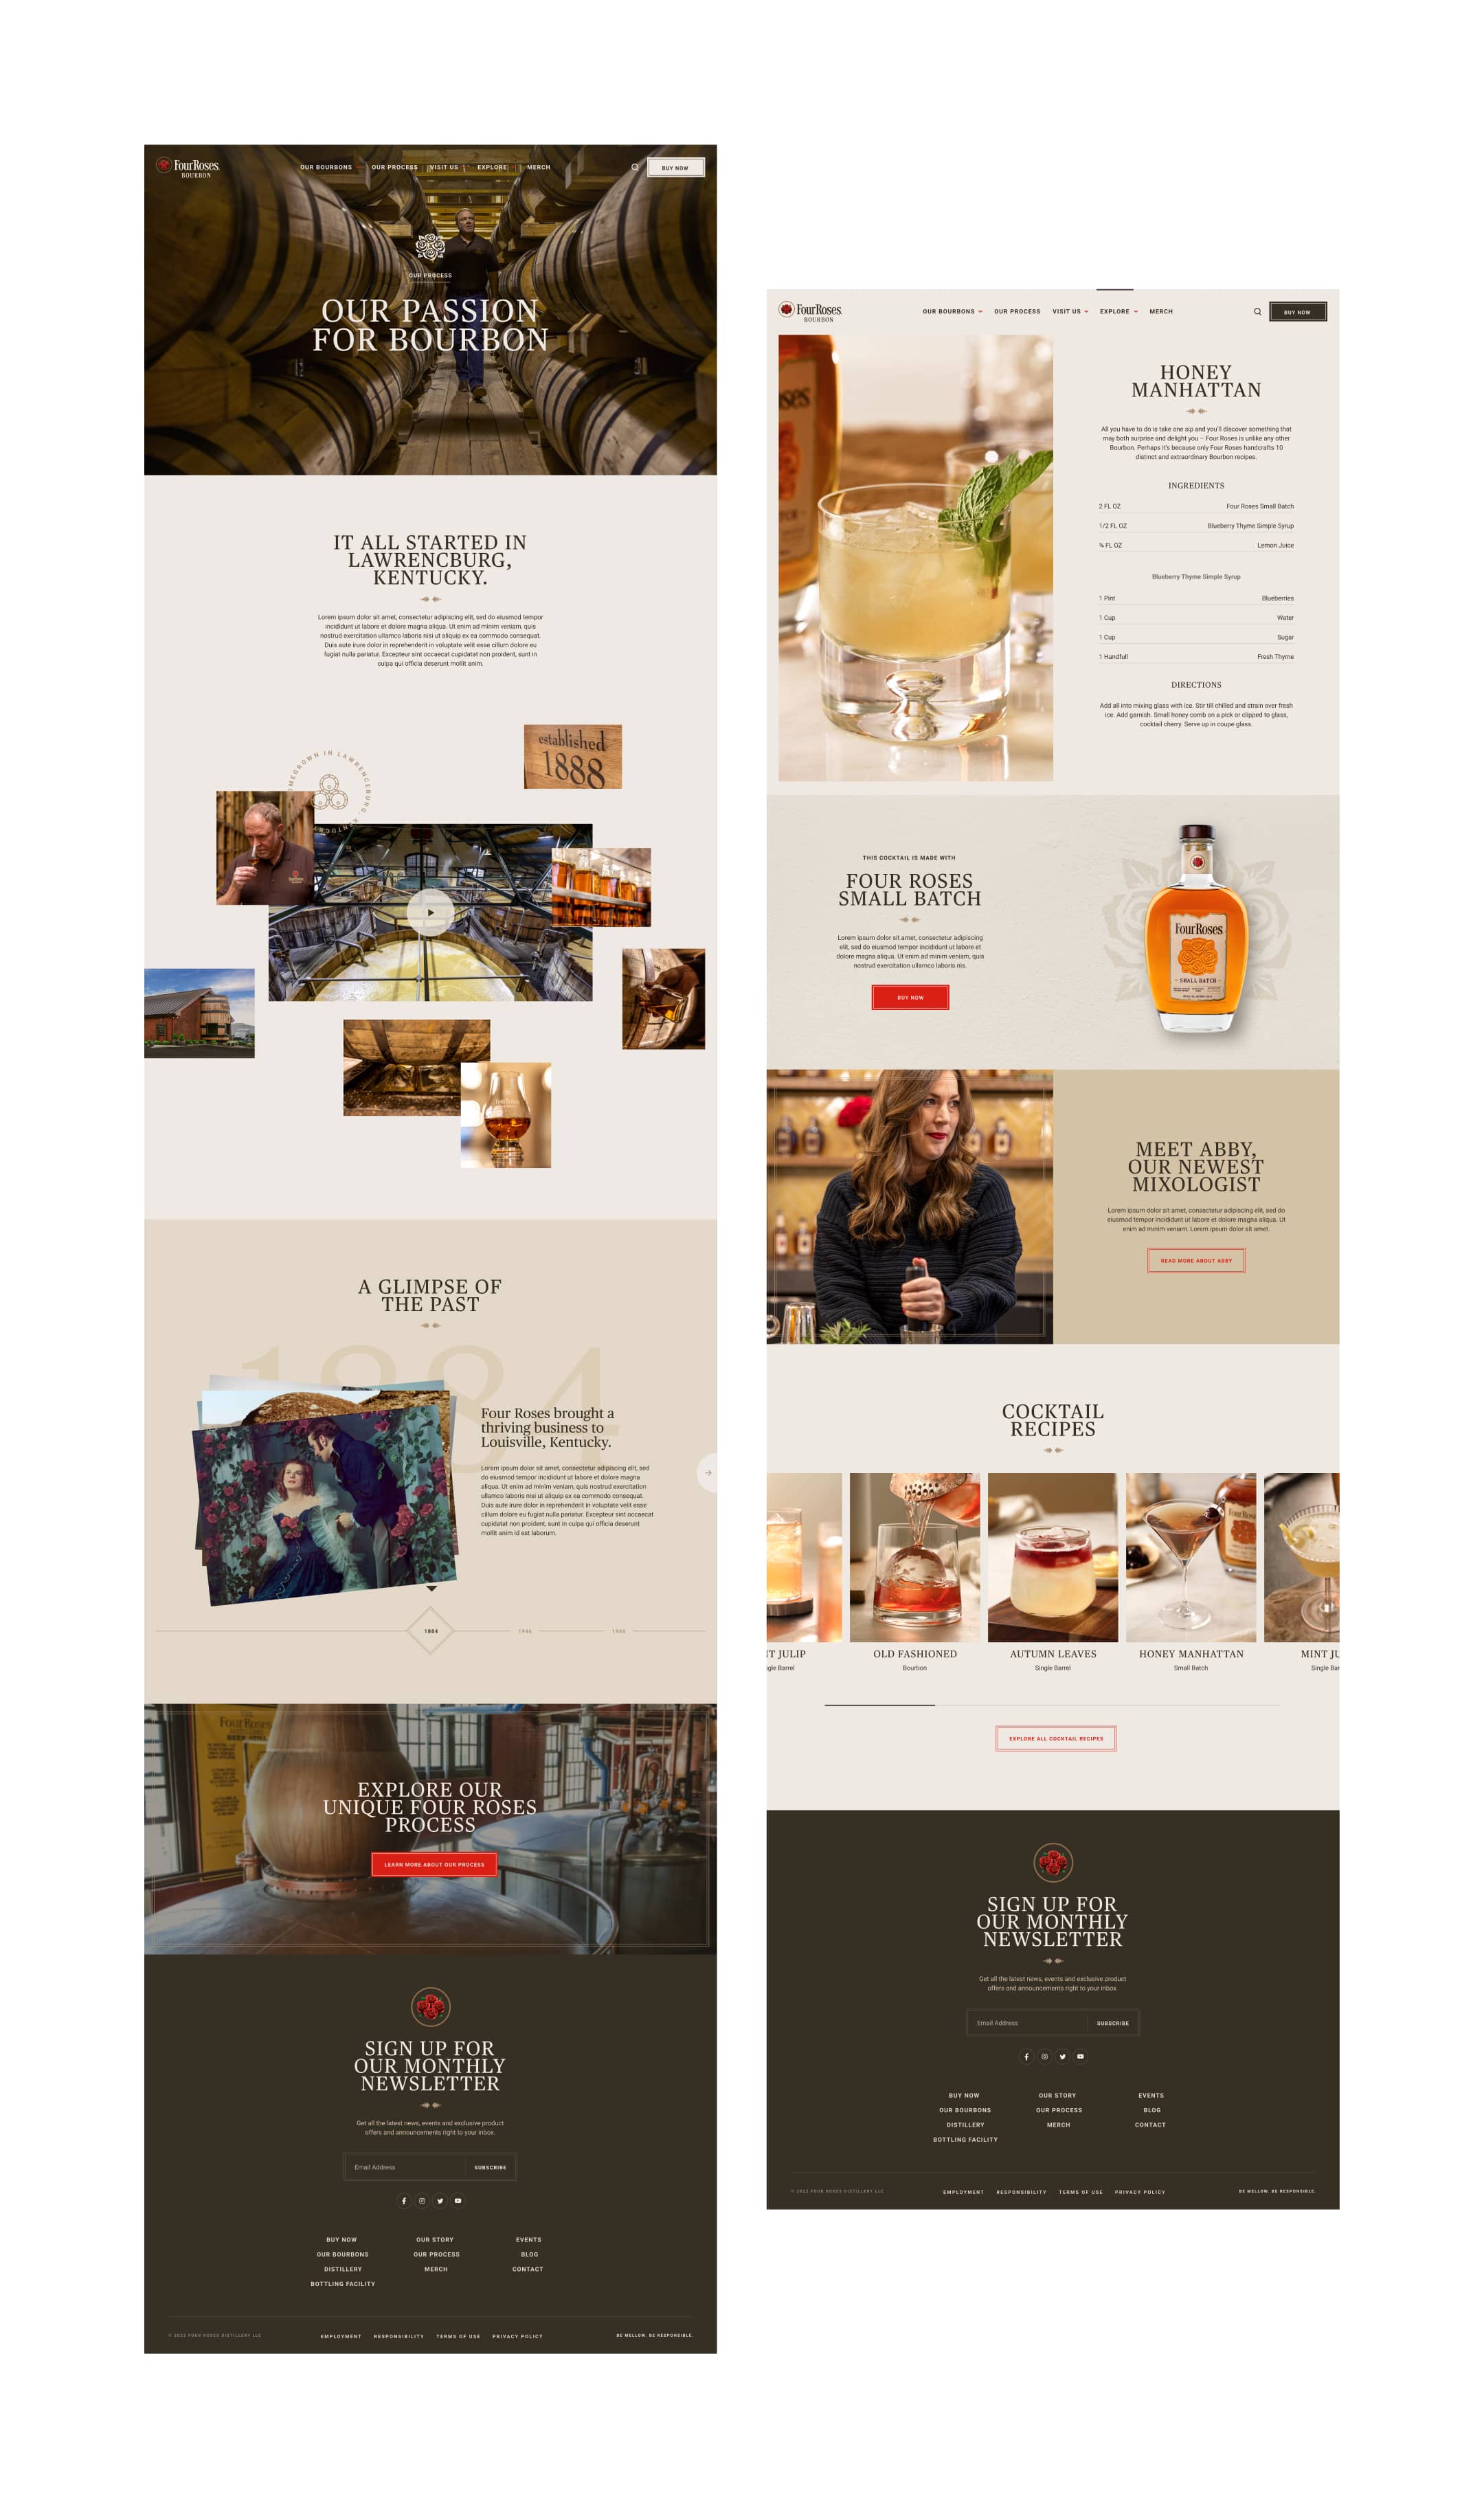 FourRoses.
BOURBON
OUR BOURBONS
OUR PROCESS
VISIT US
EXPLORE
MERCH
BUY NOW
OUR PROCESS
OUR PASSION
FOR BOURBON
IT ALL STARTED IN
LAWRENCBURG,
KENTUCKY.
Lorem ipsum dolor sit amet, consectetur adipiscing elit, sed do eiusmod tempor
incididunt ut labore et dolore magna aliqua. Ut enim ad minim veniam, quis
nostrud exercitation ullamco laboris nisi ut aliquip ex ea commodo consequat.
Duis aute irure dolor in reprehenderit in voluptate velit esse cillum dolore eu
fugiat nulla pariatur. Excepteur sint occaecat cupidatat non proident, sunt in
culpa qui officia deserunt mollit anim.
established
1888
OMEGROWN IN LAWRENCEBURG, KENTUCK
FourRoses
A GLIMPSE OF
THE PAST
1884
Four Roses brought a
thriving business to
Louisville, Kentucky.
Lorem ipsum dolor sit amet, consectetur adipiscing elit, sed
do eiusmod tempor incididunt ut labore et dolore magna
aliqua. Ut enim ad minim veniam, quis nostrud exercitation
ullamco laboris nisi ut aliquip ex ea commodo consequat.
Duis aute irure dolor in reprehenderit in voluptate velit esse
cillum dolore eu fugiat nulla pariatur. Excepteur sint occaecat
cupidatat non proident, sunt in culpa qui officia deserunt
mollit anim id est laborum.
1884
1946
1966
FourRoses
EXPLORE OUR
UNIQUE FOUR ROSES
PROCESS
LEARN MORE ABOUT OUR PROCESS
SIGN UP FOR
OUR MONTHLY
NEWSLETTER
Get all the latest news, events and exclusive product
offers and announcements right to your inbox.
Email Address
SUBSCRIBE
BUY NOW
OUR STORY
EVENTS
OUR BOURBONS
OUR PROCESS
BLOG
DISTILLERY
MERCH
CONTACT
BOTTLING FACILITY
© 2022 FOUR ROSES DISTILLERY LLC
EMPLOYMENT
RESPONSIBILITY
TERMS OF USE
PRIVACY POLICY
BE MELLOW. BE RESPONSIBLE.
FourRoses.
BOURBON
OUR BOURBONS
OUR PROCESS
VISIT US
EXPLORE
MERCH
BUY NOW
HONEY
MANHATTAN
All you have to do is take one sip and you'll discover something that
may both surprise and delight you – Four Roses is unlike any other
Bourbon. Perhaps it's because only Four Roses handcrafts 10
distinct and extraordinary Bourbon recipes.
INGREDIENTS
2 FL OZ Four Roses Small Batch
1/2 FL OZ Blueberry Thyme Simple Syrup
¾ FL OZ Lemon Juice
Blueberry Thyme Simple Syrup
1 Pint Blueberries
1 Cup Water
1 Cup Sugar
1 Handfull Fresh Thyme
DIRECTIONS
Add all into mixing glass with ice. Stir till chilled and strain over fresh
ice. Add garnish. Small honey comb on a pick or clipped to glass,
cocktail cherry. Serve up in coupe glass.
THIS COCKTAIL IS MADE WITH
FOUR ROSES
SMALL BATCH
Lorem ipsum dolor sit amet, consectetur adipiscing
elit, sed do eiusmod tempor incididunt ut labore et
dolore magna aliqua. Ut enim ad minim veniam, quis
nostrud exercitation ullamco laboris nis.
BUY NOW
FourRoses
SMALL BATCH
MEET ABBY,
OUR NEWEST
MIXOLOGIST
Lorem ipsum dolor sit amet, consectetur adipiscing elit, sed do
eiusmod tempor incididunt ut labore et dolore magna aliqua. Ut
enim ad minim veniam. Lorem ipsum dolor sit amet.
READ MORE ABOUT ABBY
COCKTAIL
RECIPES
NT JULIP
ngle Barrel
OLD FASHIONED
Bourbon
AUTUMN LEAVES
Single Barrel
HONEY MANHATTAN
Small Batch
MINT JU
Single Bar
EXPLORE ALL COCKTAIL RECIPES
SIGN UP FOR
OUR MONTHLY
NEWSLETTER
Get all the latest news, events and exclusive product
offers and announcements right to your inbox.
Email Address
SUBSCRIBE
BUY NOW
OUR STORY
EVENTS
OUR BOURBONS
OUR PROCESS
BLOG
DISTILLERY
MERCH
CONTACT
BOTTLING FACILITY
© 2022 FOUR ROSES DISTILLERY LLC
EMPLOYMENT
RESPONSIBILITY
TERMS OF USE
PRIVACY POLICY
BE MELLOW. BE RESPONSIBLE.